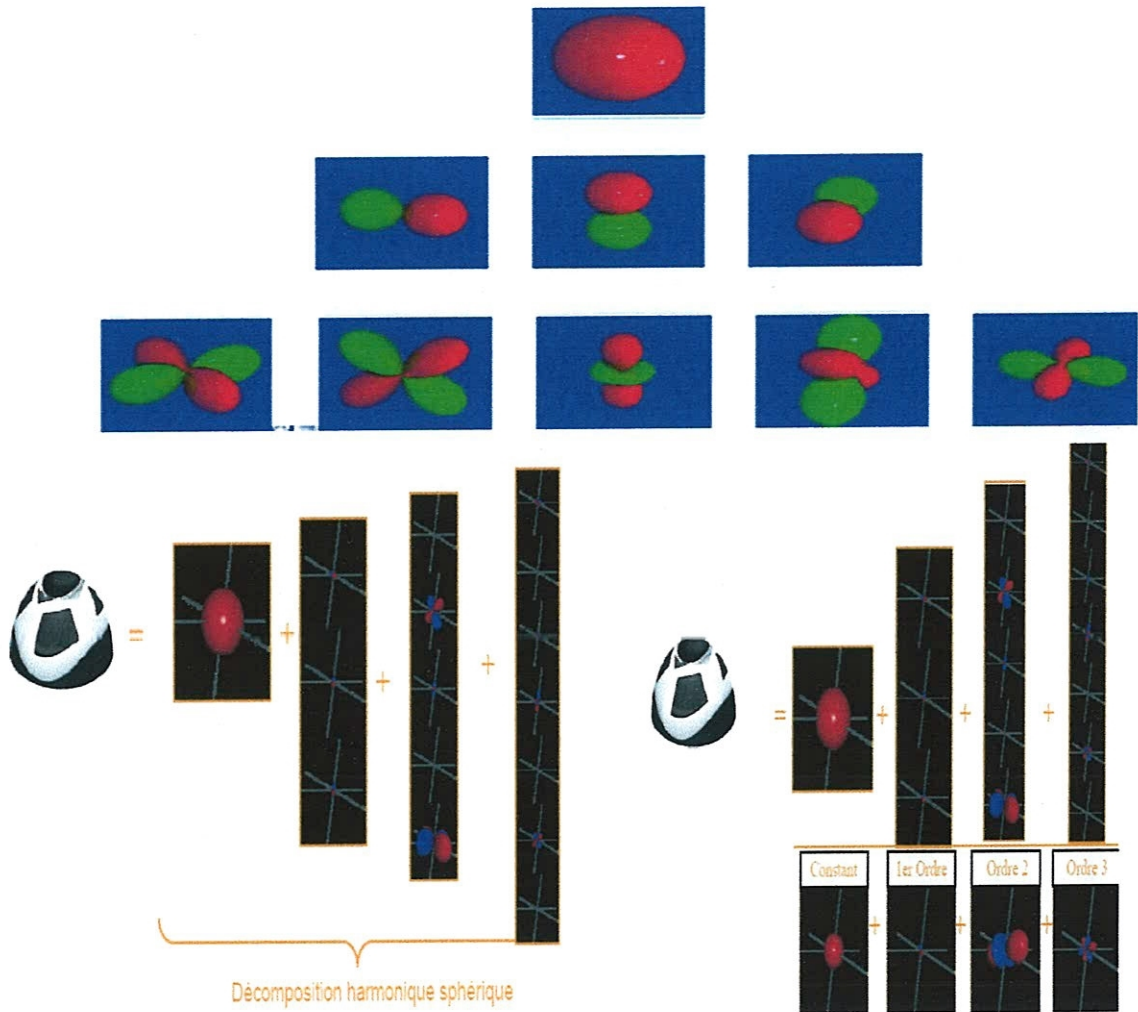 =
+
+
+
=
+
+
+
Constant
1er Ordre
Ordre 2
Ordre 3
+
+
+
Décomposition harmonique sphérique